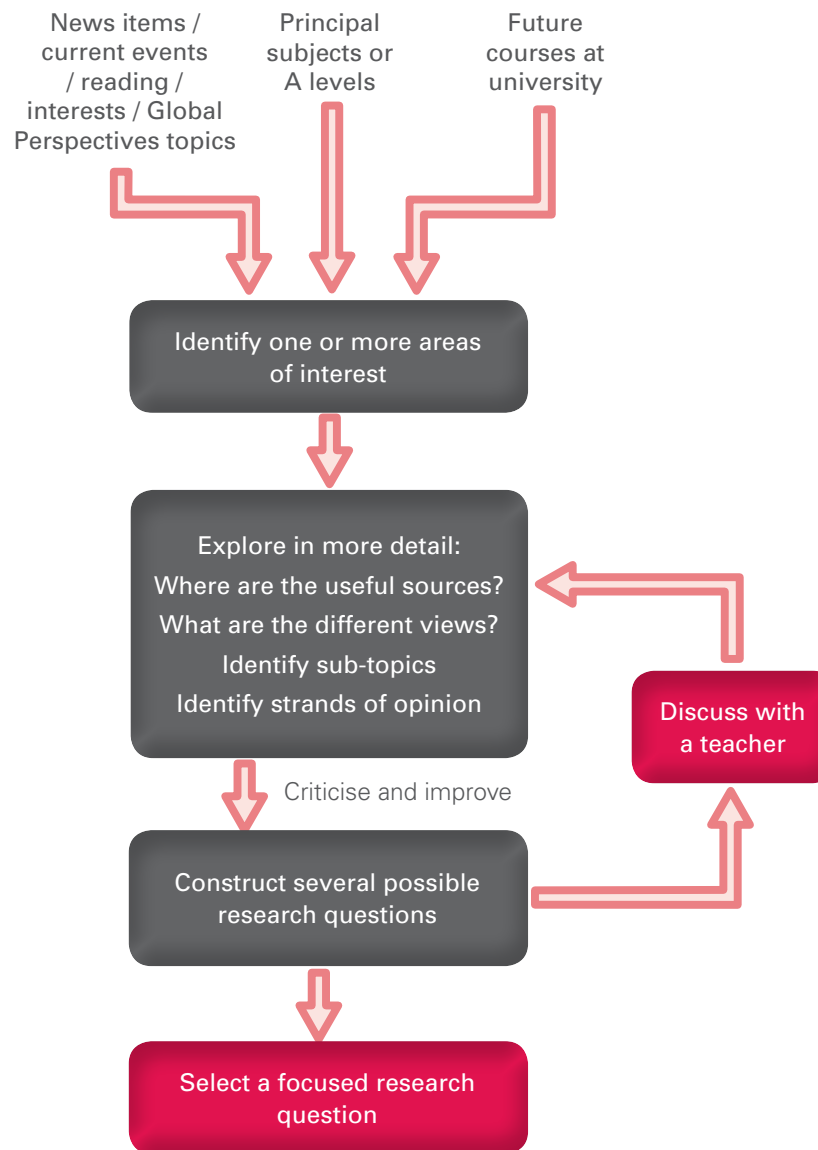 News items /
current events
/ reading /
interests / Global
Perspectives topics
Principal
subjects or
A levels
Future
courses at
university
Identify one or more areas
of interest
Explore in more detail:
Where are the useful sources?
What are the different views?
Identify sub-topics
Identify strands of opinion
Discuss with
a teacher
Criticise and improve
Construct several possible
research questions
Select a focused research
question